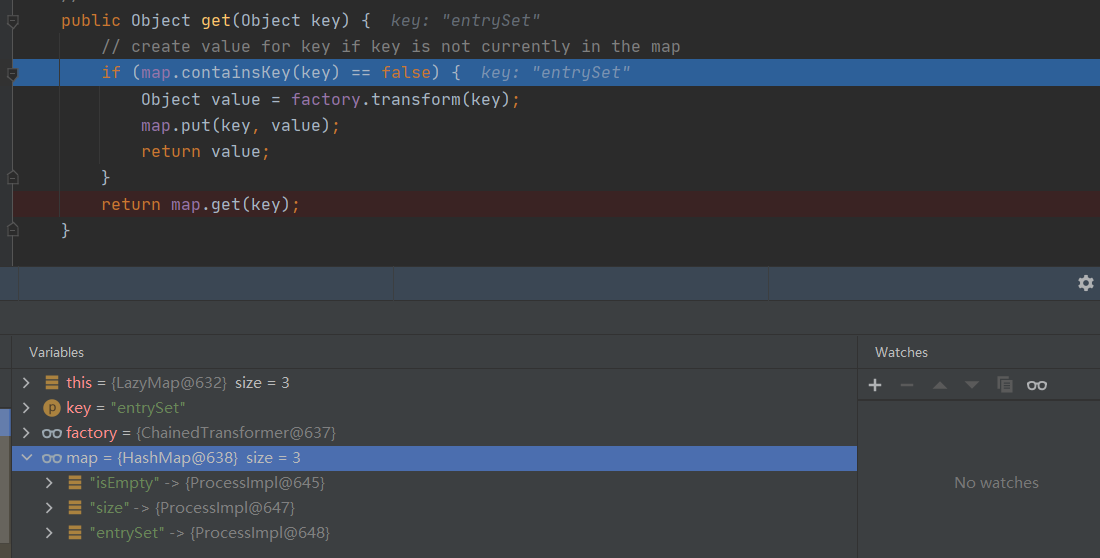 public Object get(Object key) {  key: "entrySet"
// create value for key if key is not currently in the map
if (map.containsKey(key) == false) {  key: "entrySet"
Object value = factory.transform(key);
map.put(key, value);
return value;
}
return map.get(key);
}
Variables
Watches
this = {LazyMap@632}  size = 3
p key = "entrySet"
factory = {ChainedTransformer@637}
map = {HashMap@638}  size = 3
"isEmpty" -> {ProcessImpl@645}
No watches
"size" -> {ProcessImpl@647}
"entrySet" -> {ProcessImpl@648}